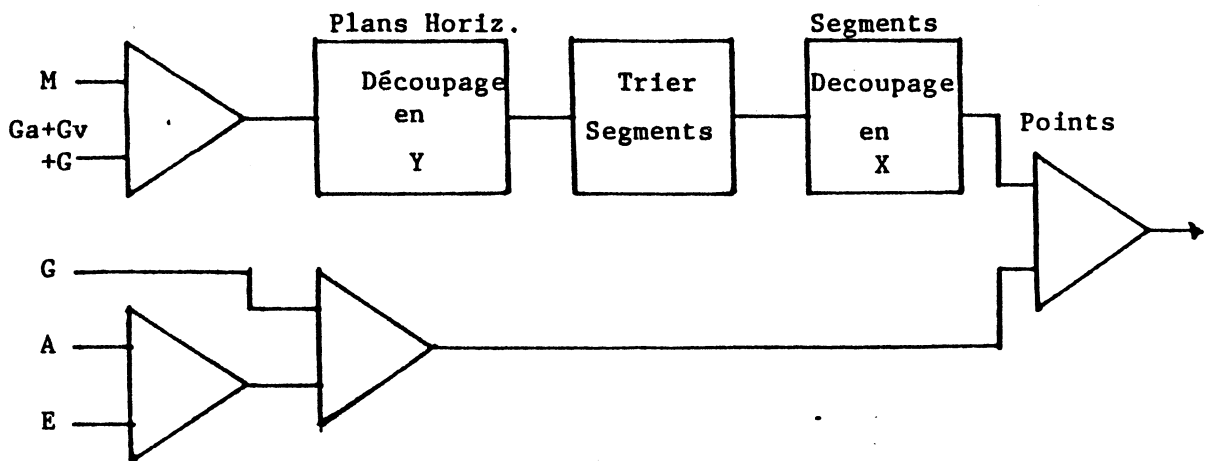 Plans Horiz.
Segments
M
Ga+Gv
+G
Découpage
en
Y
Trier
Segments
Decoupage
en
X
Points
G
A
E